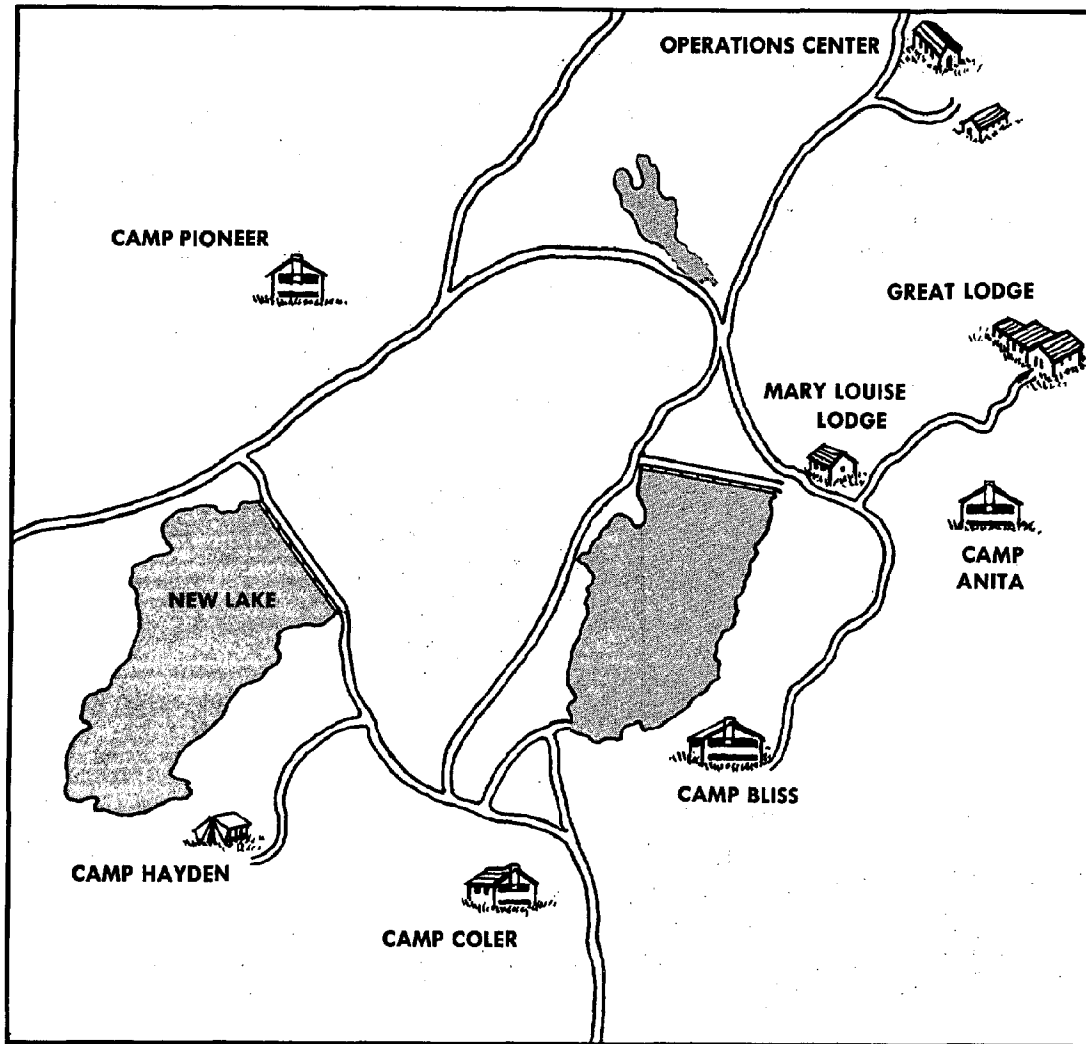 OPERATIONS CENTER
CAMP PIONEER
GREAT LODGE
MARY LOUISE
LODGE
CAMP
ANITA
NEW LAKE
CAMP BLISS
CAMP HAYDEN
CAMP COLER